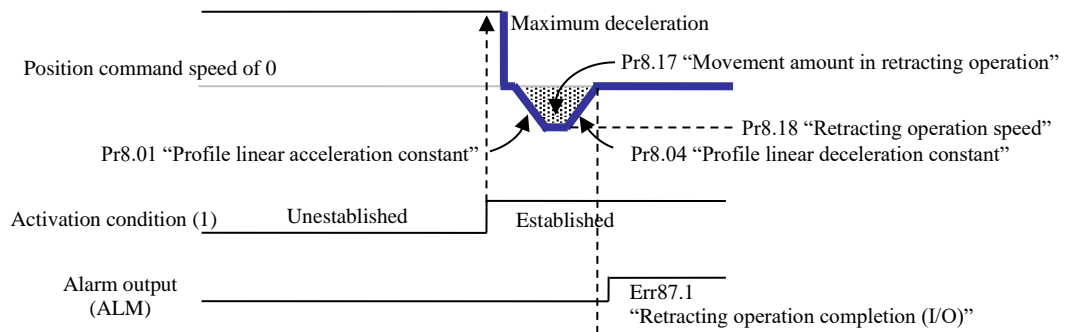 Maximum deceleration
Position command speed of 0
Pr8.17 “Movement amount in retracting operation”
Pr8.18 “Retracting operation speed”
Pr8.01 “Profile linear acceleration constant”
Pr8.04 “Profile linear deceleration constant”
Activation condition (1)
Unestablished
Established
Alarm output
(ALM)
Err87.1
“Retracting operation completion (I/O)”